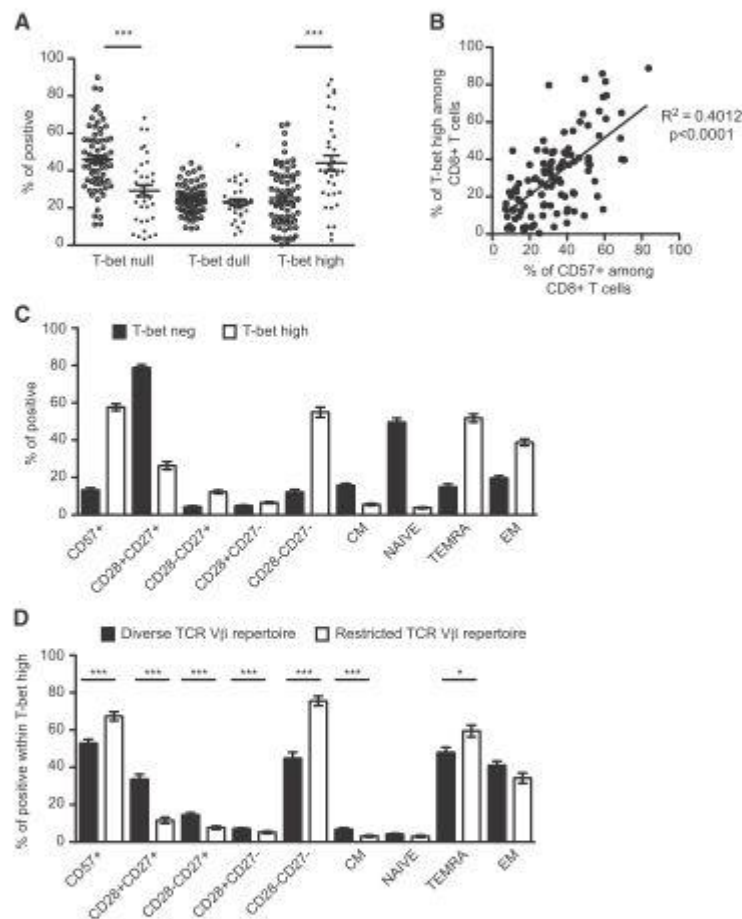 A
***
***
100
80
60
40
20
0
% of positive
T-bet null
T-bet dull
T-bet high
B
100
80
60
40
20
0
% of T-bet high among
CD8+ T cells
R² = 0.4012
p<0.0001
0 20 40 60 80 100
% of CD57+ among
CD8+ T cells
C
100
80
60
40
20
0
% of positive
T-bet neg
T-bet high
CD57+
CD28+CD27+
CD28-CD27+
CD28+CD27-
CD28-CD27-
CM
NAIVE
TEMRA
EM
D
Diverse TCR Vβ repertoire
Restricted TCR Vβ repertoire
100
80
60
40
20
0
% of positive within T-bet high
*** *** *** *** *** *** *
CD57+
CD28+CD27+
CD28-CD27+
CD28+CD27-
CD28-CD27-
CM
NAIVE
TEMRA
EM